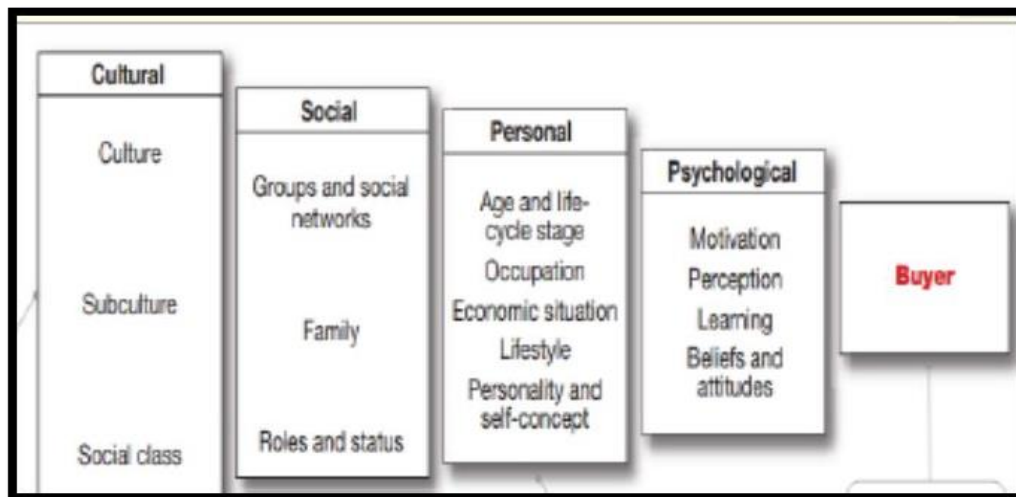 Cultural
Culture
Subculture
Social class
Social
Groups and social
networks
Family
Roles and status
Personal
Age and life-
cycle stage
Occupation
Economic situation
Lifestyle
Personality and
self-concept
Psychological
Motivation
Perception
Learning
Beliefs and
attitudes
Buyer